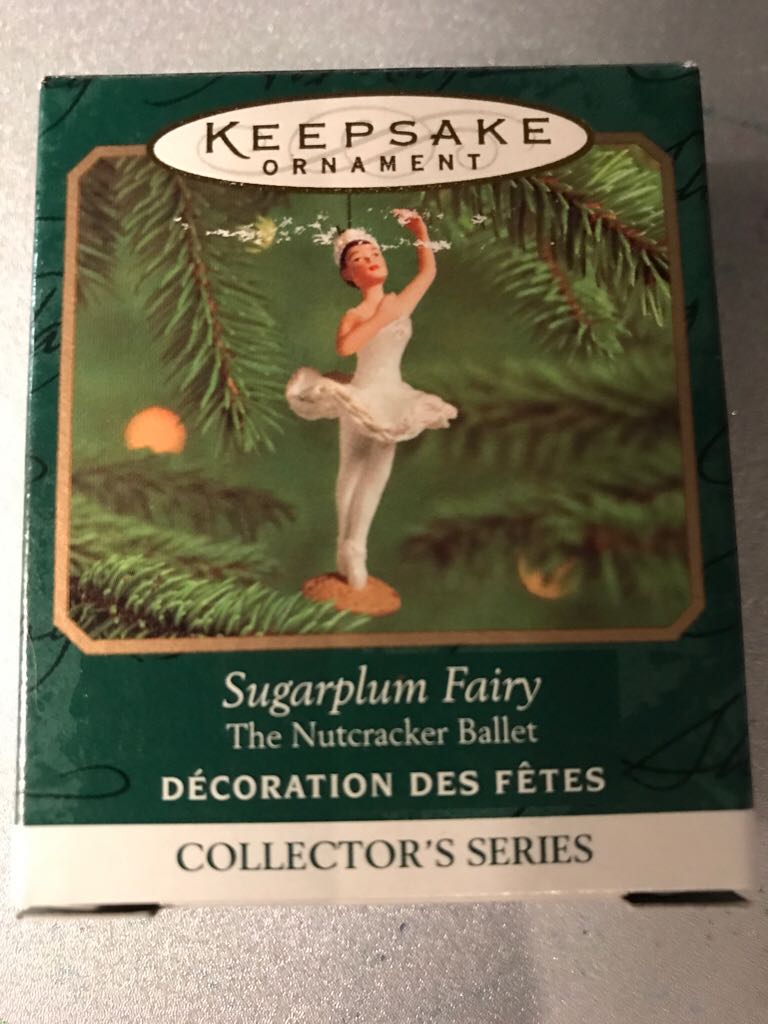 KEEPSAKE
ORNAMENT
Sugarplum Fairy
The Nutcracker Ballet
DÉCORATION DES FÊTES
COLLECTOR'S SERIES